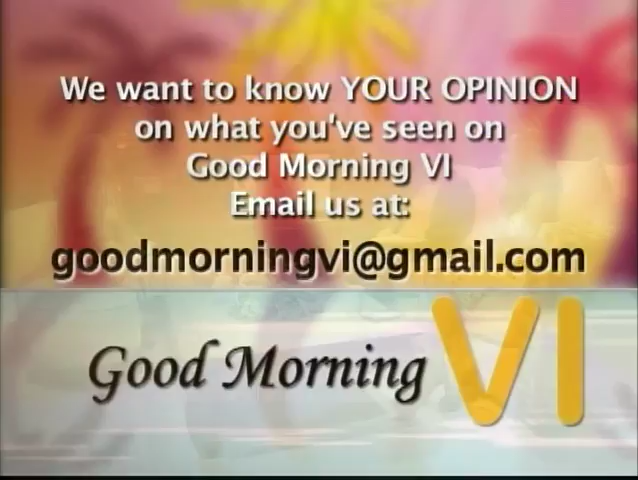 We want to know YOUR OPINION
on what you've seen on
Good Morning VI
Email us at:
goodmorningvi@gmail.com
Good Morning VI